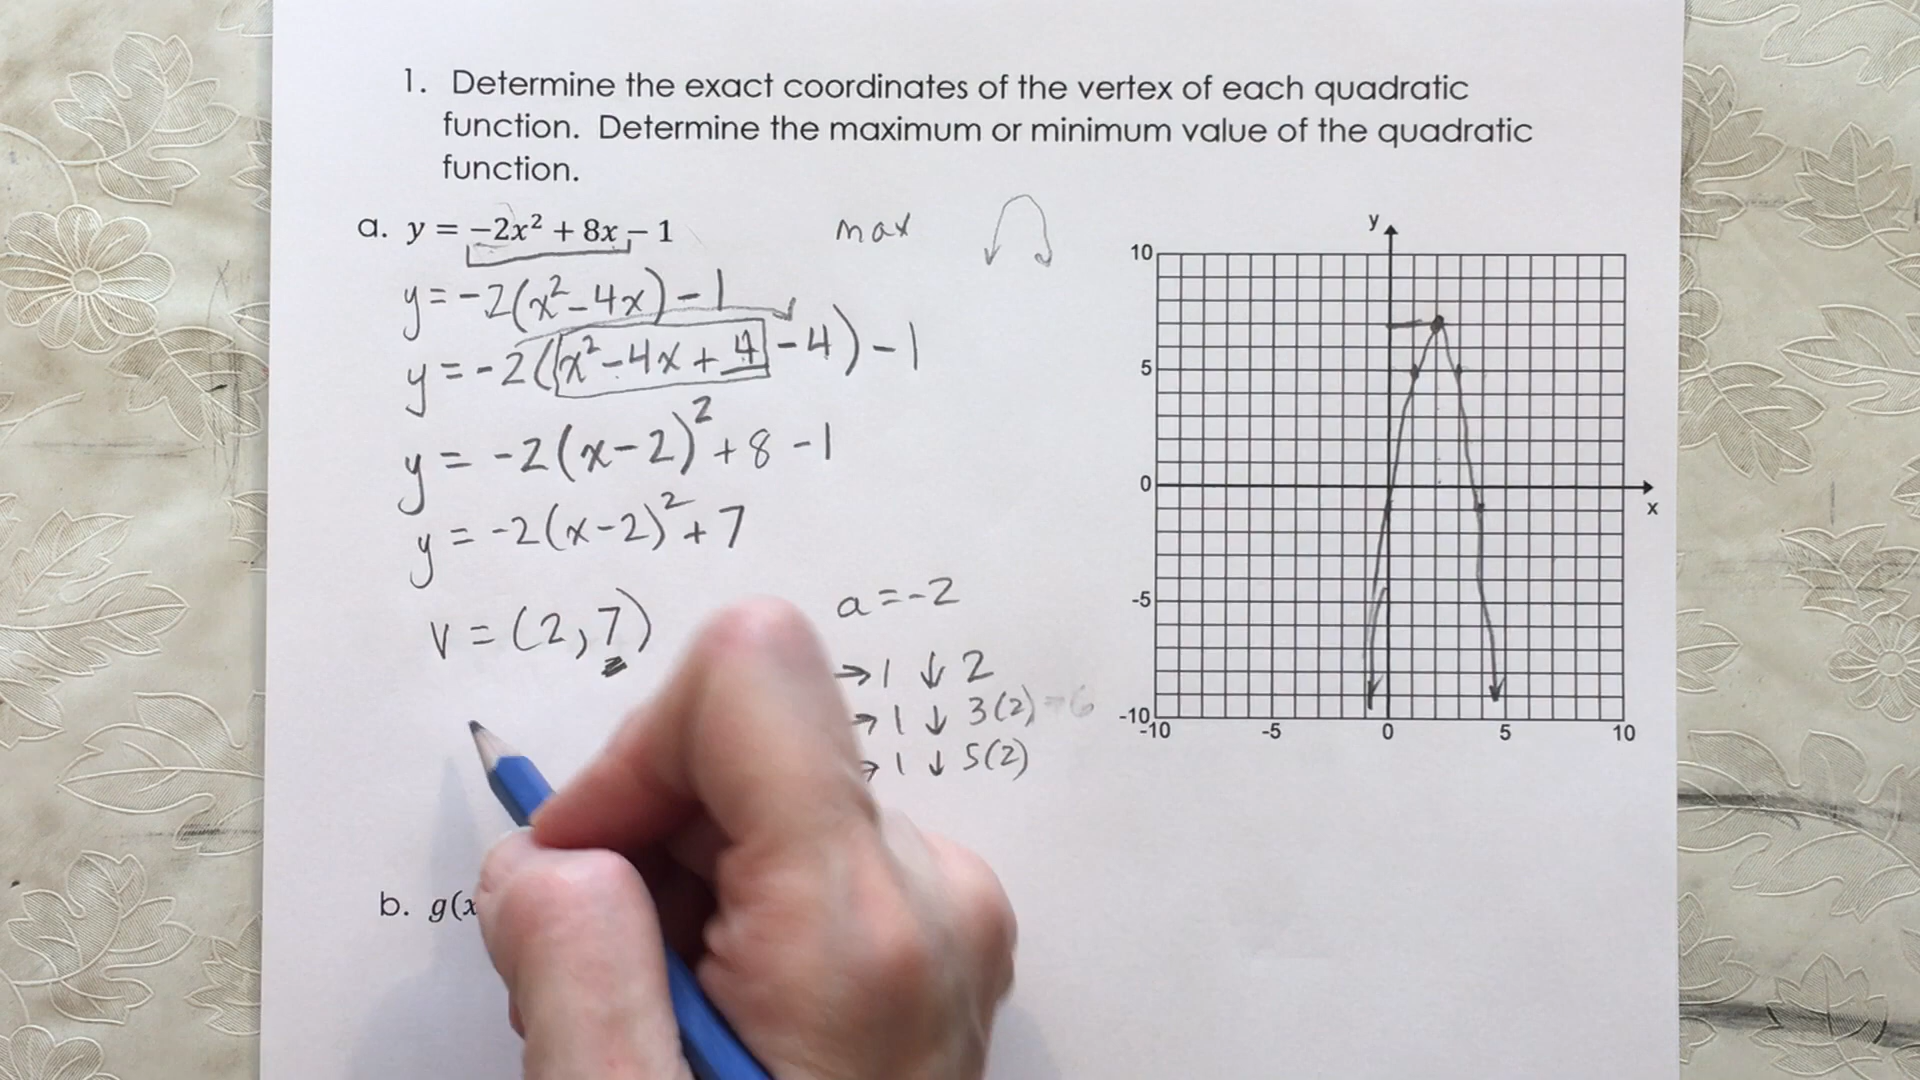 1. Determine the exact coordinates of the vertex of each quadratic
function. Determine the maximum or minimum value of the quadratic
function.
a. y = −2x² + 8x − 1
max
y = -2(x² - 4x) - 1
y = -2(x² - 4x + 4 - 4) - 1
y = -2(x-2)² + 8 - 1
y = -2(x-2)² + 7
V = (2, 7)
a = -2
→ 1 ↓ 2
→ 1 ↓ 3(2) = 6
→ 1 ↓ 5(2)
b. g(x
y
10
5
0
-5
-10
-10 -5 0 5 10
x